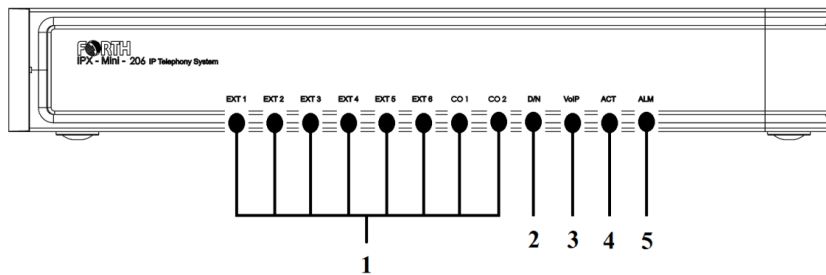 FORTH
IPX - Mini - 206 IP Telephony System
EXT 1 EXT 2 EXT 3 EXT 4 EXT 5 EXT 6 CO 1 CO 2 D/N VoIP ACT ALM
1 2 3 4 5